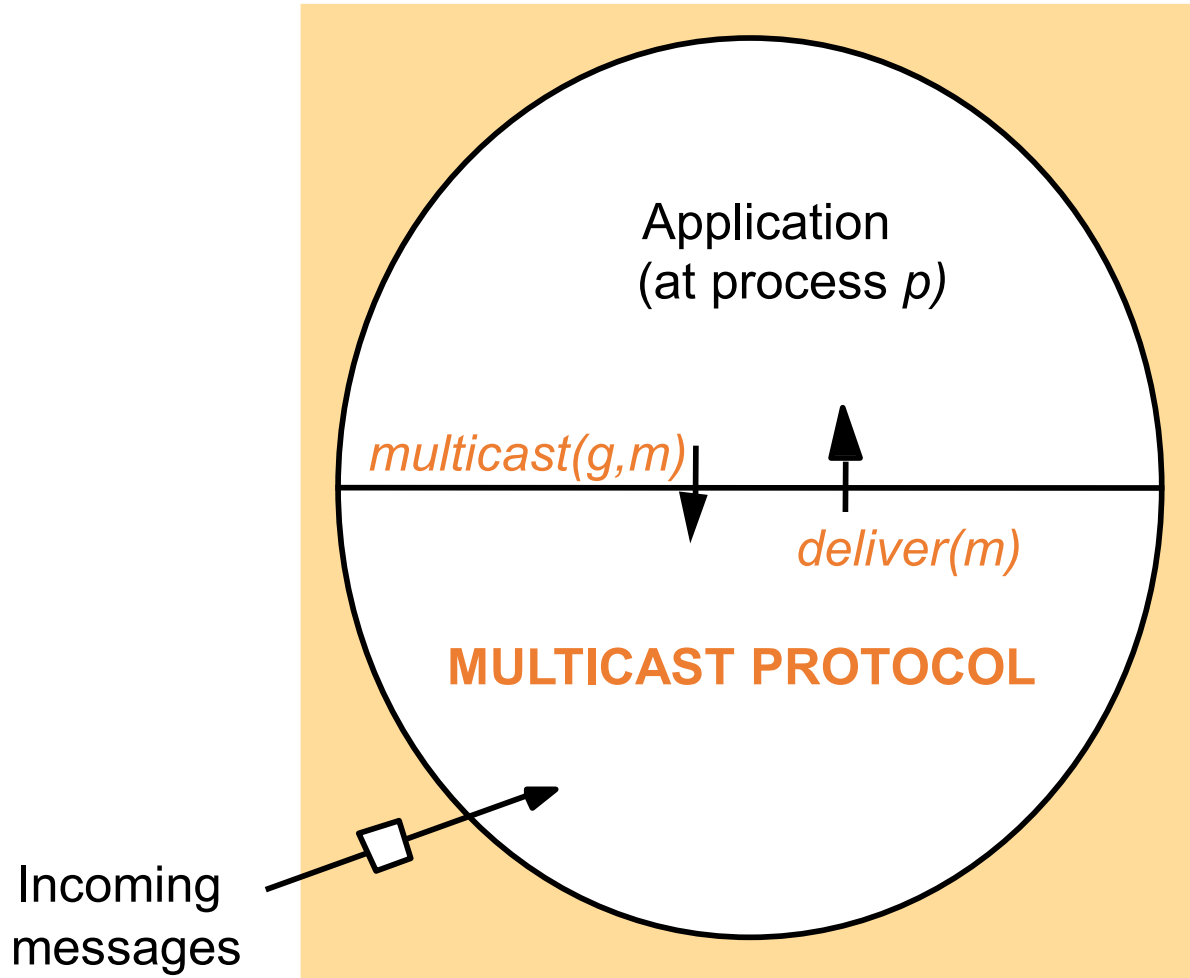 Application
(at process p)
multicast(g,m)
deliver(m)
MULTICAST PROTOCOL
Incoming
messages